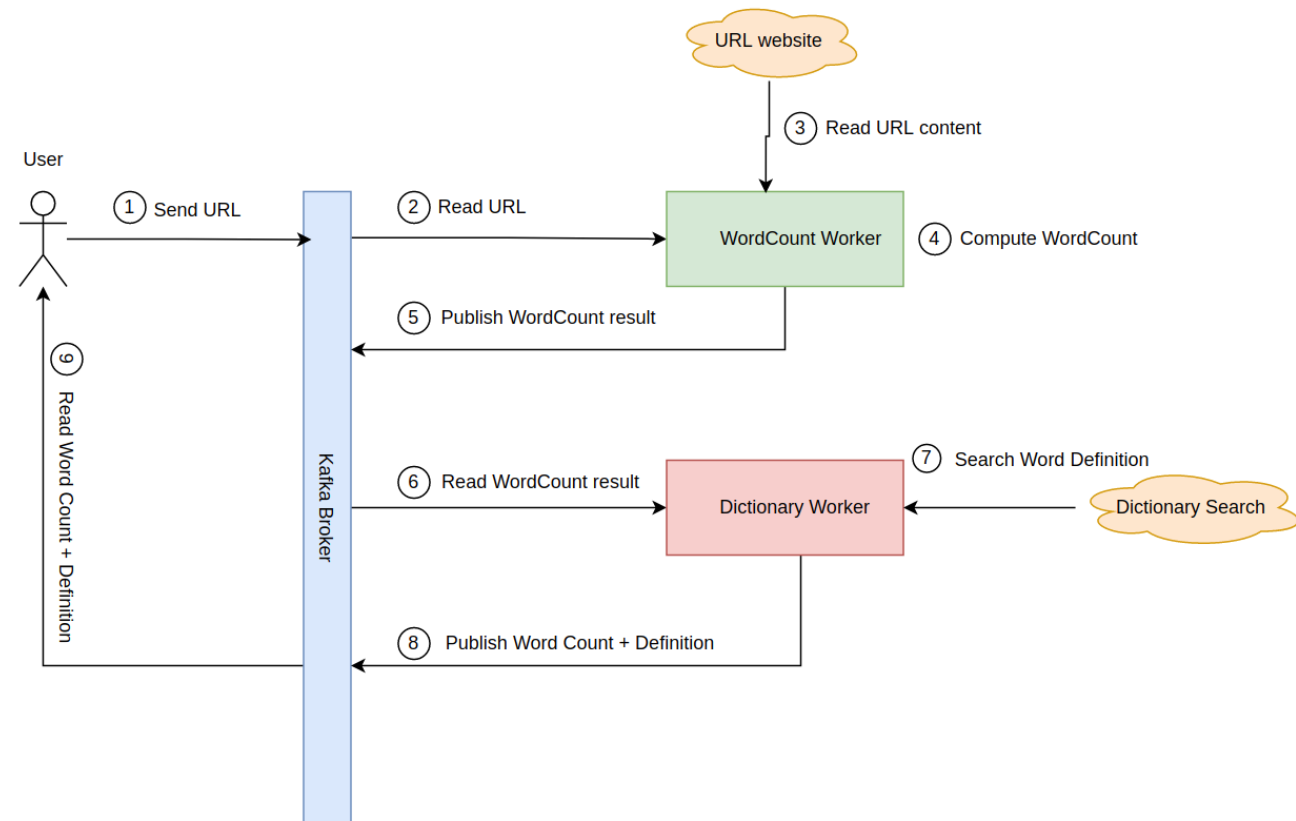 URL website
3 Read URL content
User
1 Send URL
2 Read URL
WordCount Worker
4 Compute WordCount
5 Publish WordCount result
9 Read Word Count + Definition
Kafka Broker
6 Read WordCount result
Dictionary Worker
7 Search Word Definition
Dictionary Search
8 Publish Word Count + Definition